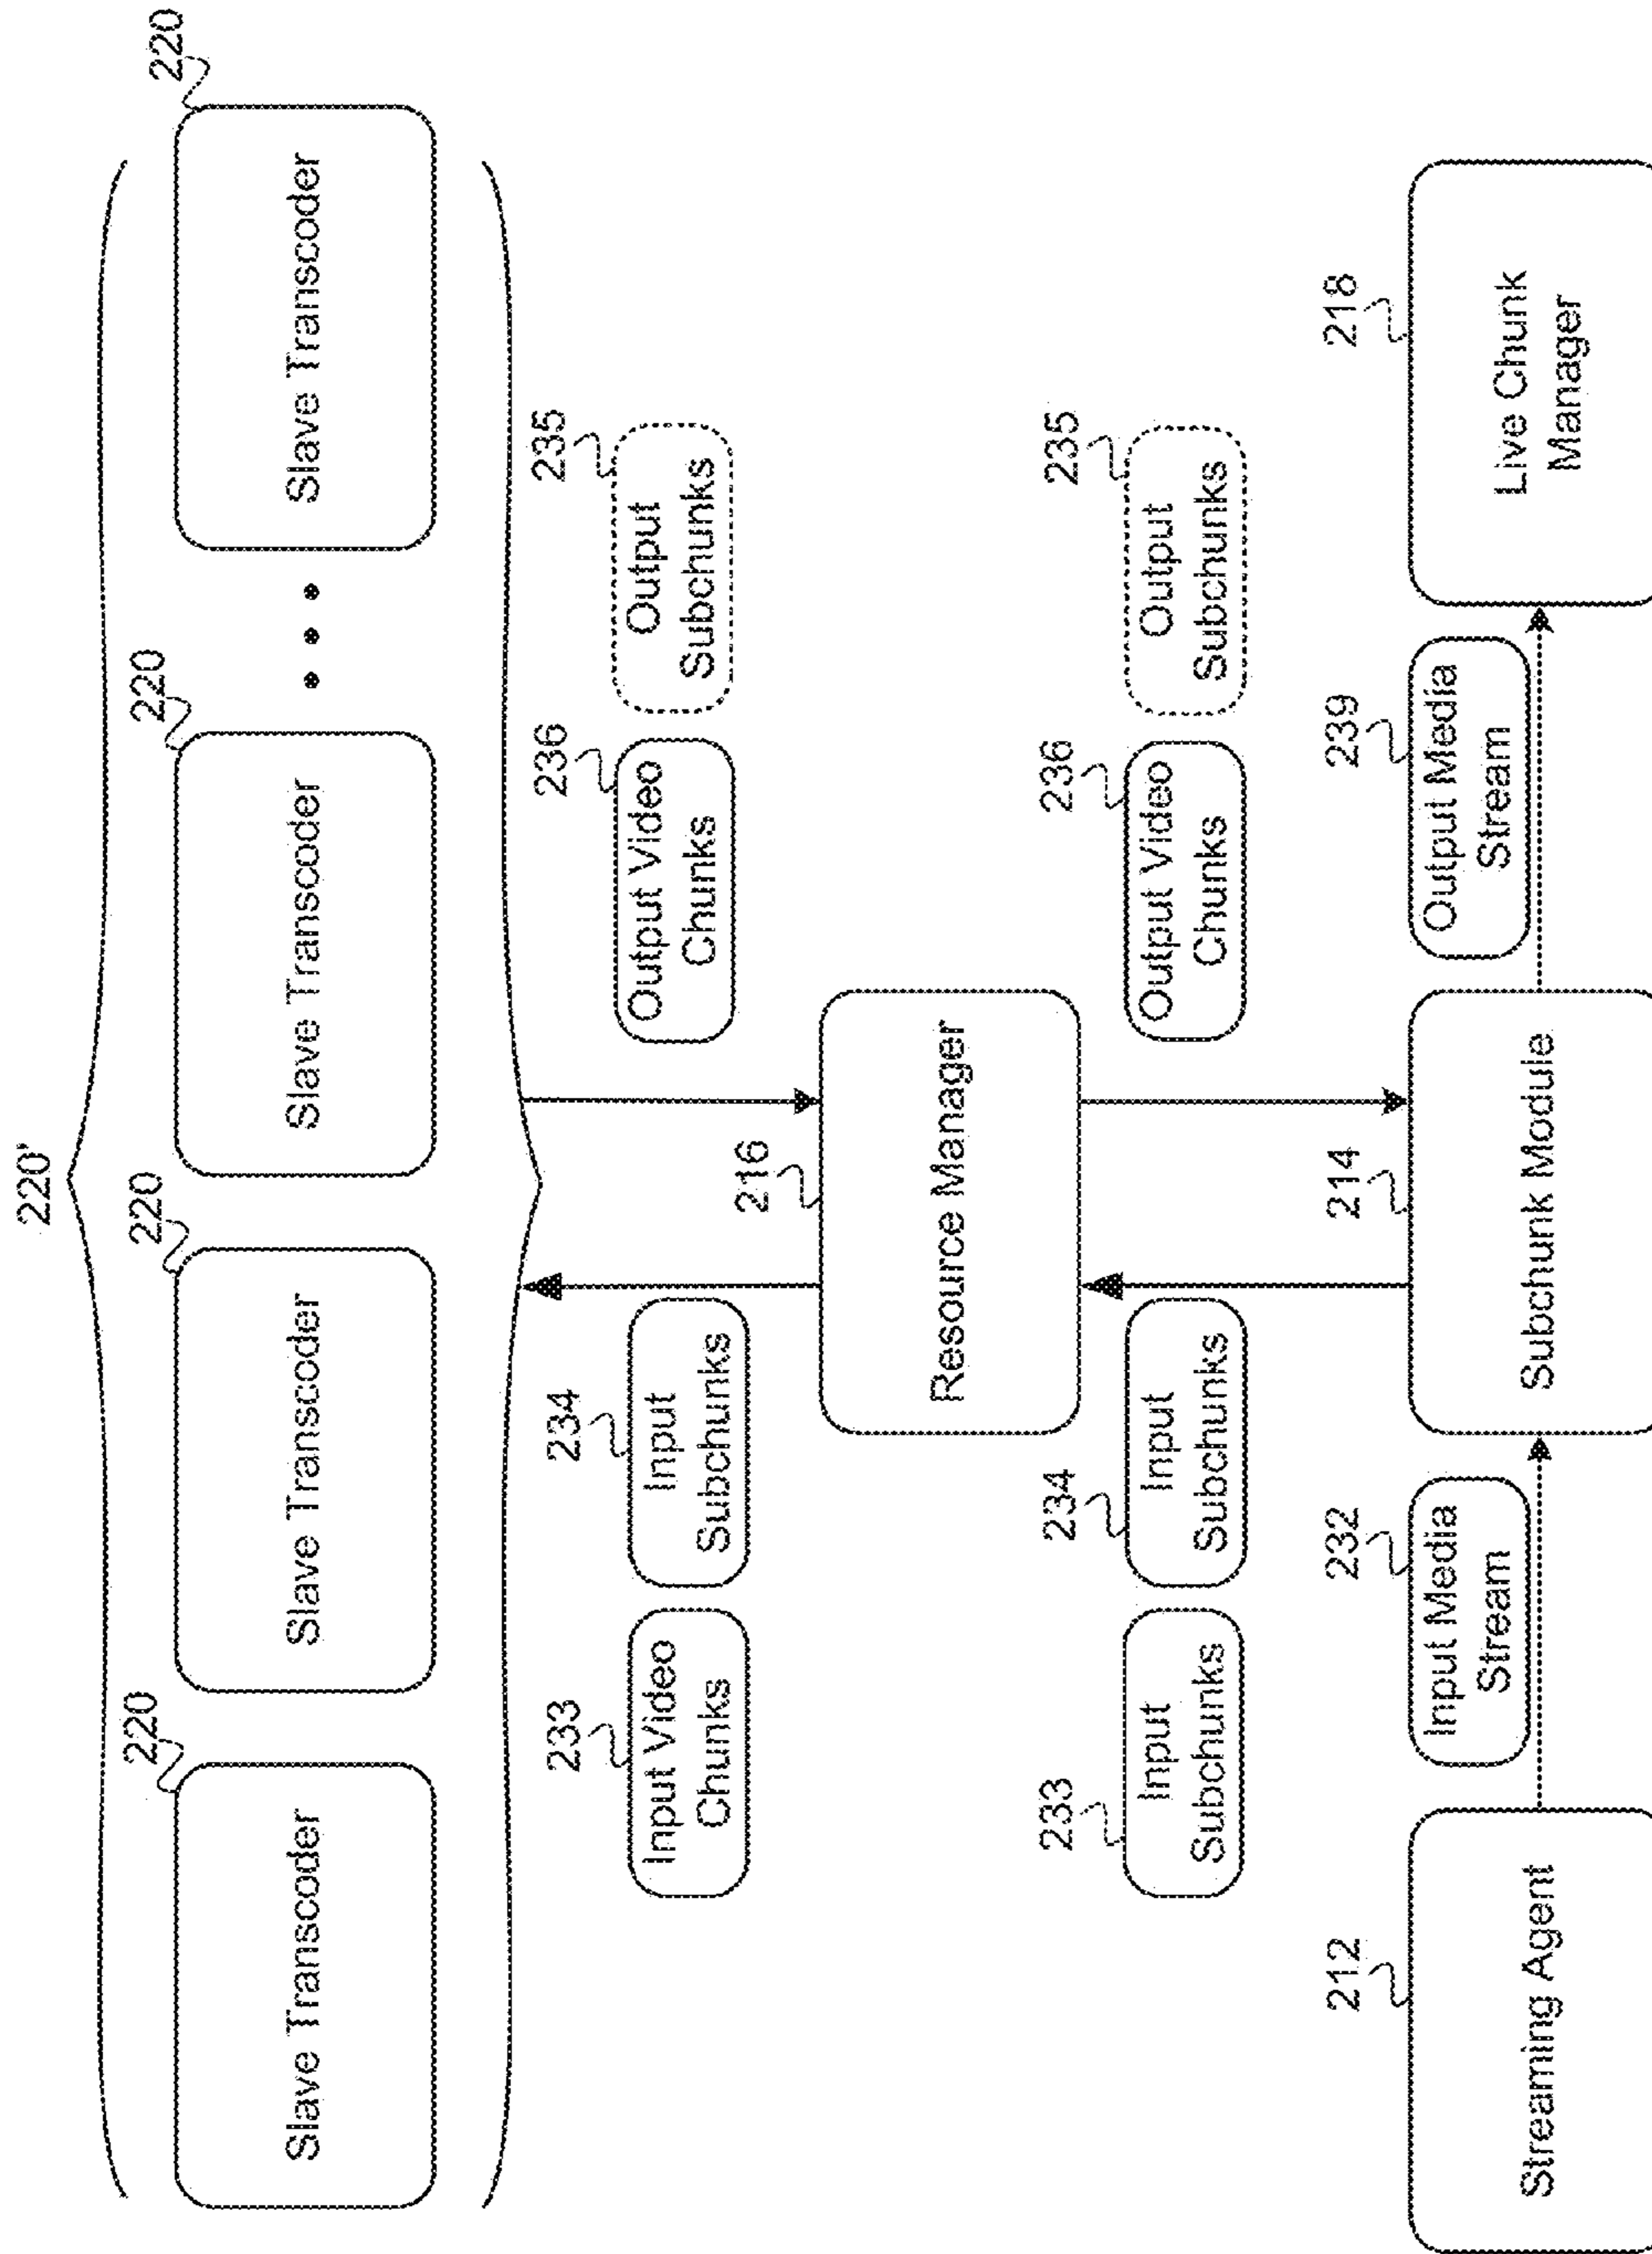 220'
220
220
220
220
Slave Transcoder
Slave Transcoder
Slave Transcoder
Slave Transcoder
233
234
236
235
Input Video
Chunks
Input
Subchunks
Output Video
Chunks
Output
Subchunks
216
Resource Manager
233
234
236
235
Input
Subchunks
Input
Subchunks
Output Video
Chunks
Output
Subchunks
212
232
214
239
218
Streaming Agent
Input Media
Stream
Subchunk Module
Output Media
Stream
Live Chunk
Manager